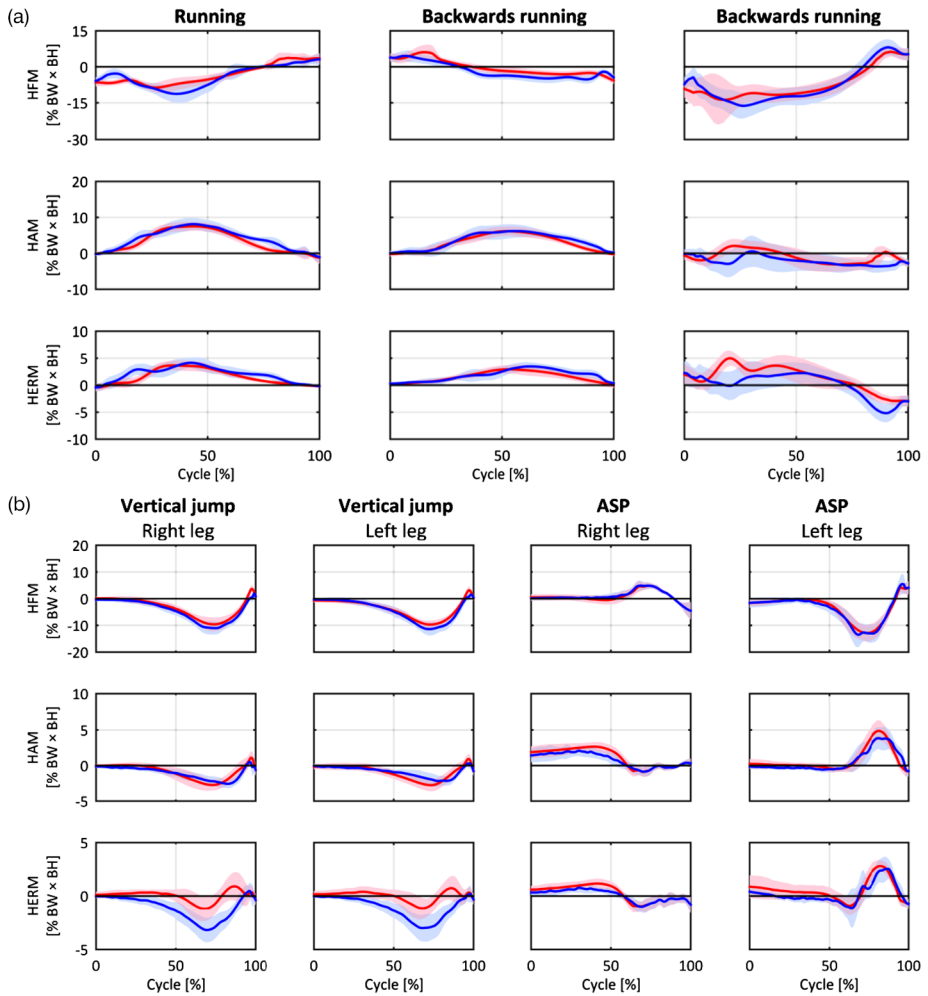 (a)
Running
Backwards running
Backwards running
HFM
[% BW × BH]
15
0
-15
-30
HAM
[% BW × BH]
20
10
0
-10
HERM
[% BW × BH]
10
5
0
-5
-10
0 50 100
0 50 100
0 50 100
Cycle [%]
Cycle [%]
Cycle [%]
(b)
Vertical jump
Right leg
Vertical jump
Left leg
ASP
Right leg
ASP
Left leg
HFM
[% BW × BH]
20
10
0
-10
-20
HAM
[% BW × BH]
10
5
0
-5
HERM
[% BW × BH]
5
0
-5
0 50 100
0 50 100
0 50 100
0 50 100
Cycle [%]
Cycle [%]
Cycle [%]
Cycle [%]